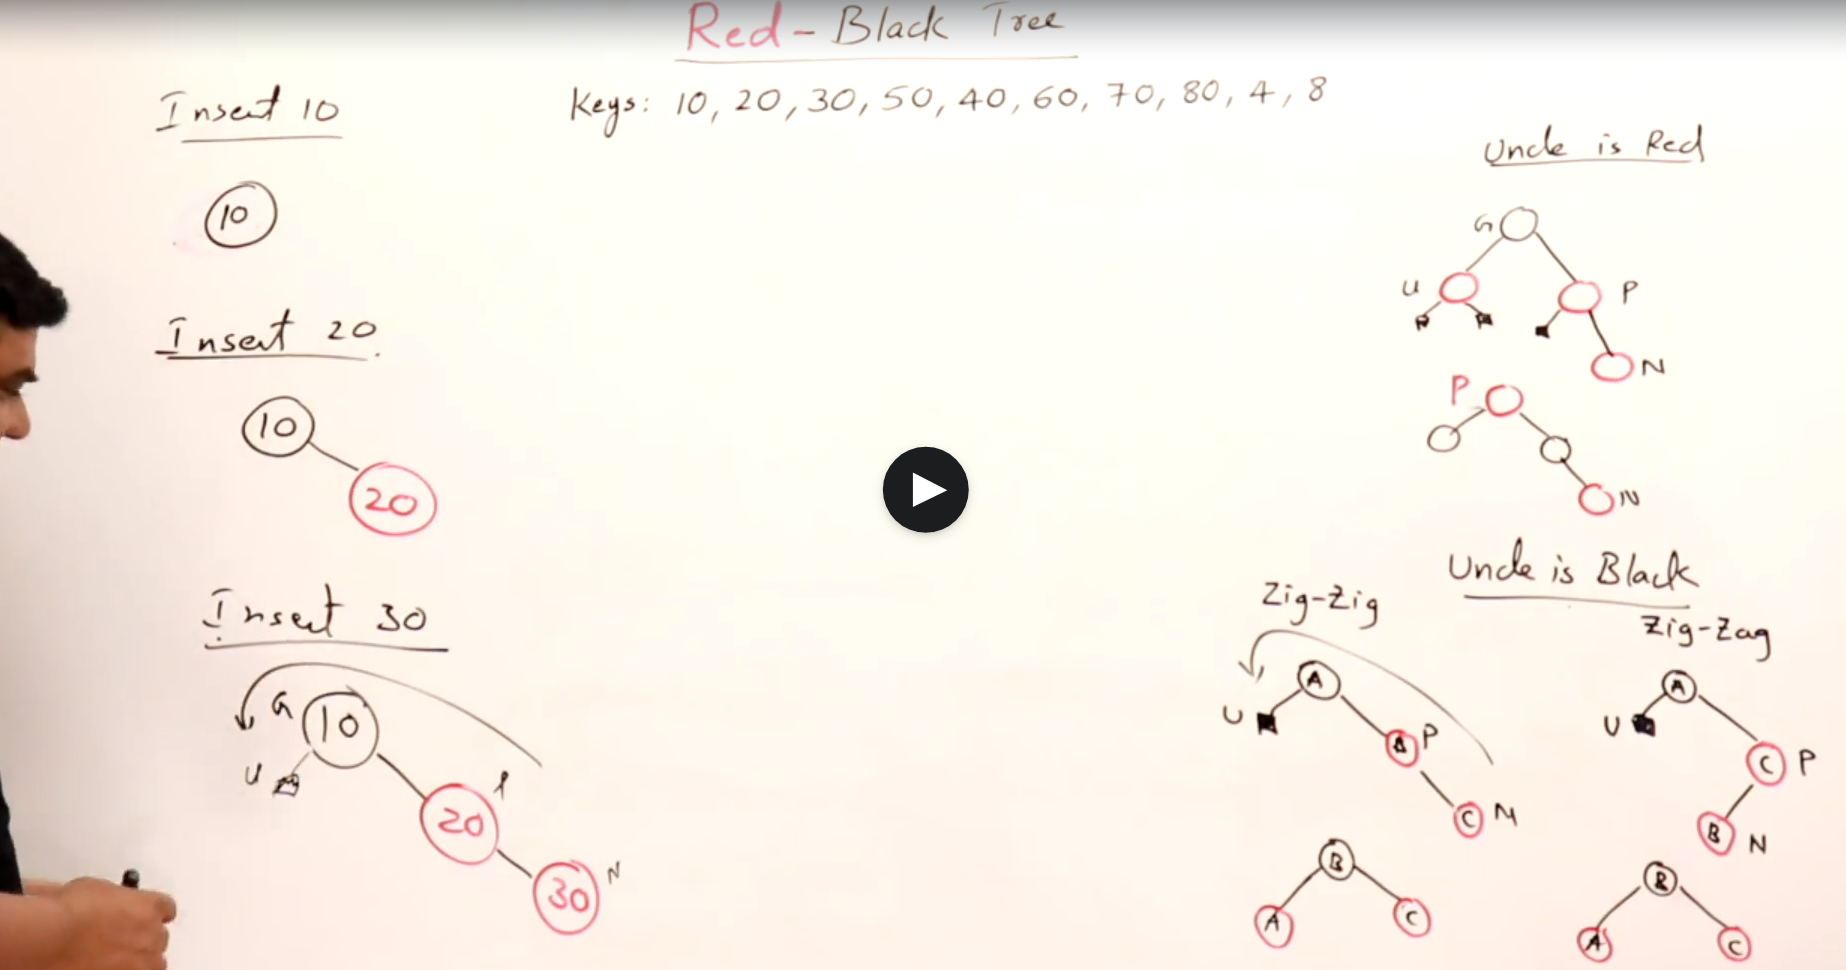 Red - Black Tree
Keys: 10, 20, 30, 50, 40, 60, 70, 80, 4, 8
Insert 10
10
Insert 20
10
20
Insert 30
G 10
U
20 P
30 N
Uncle is Red
G
U P
N
P
N
Uncle is Black
Zig-Zig
A
U
P
C N
B
A C
Zig-Zag
A
U
C P
B N
B
A C